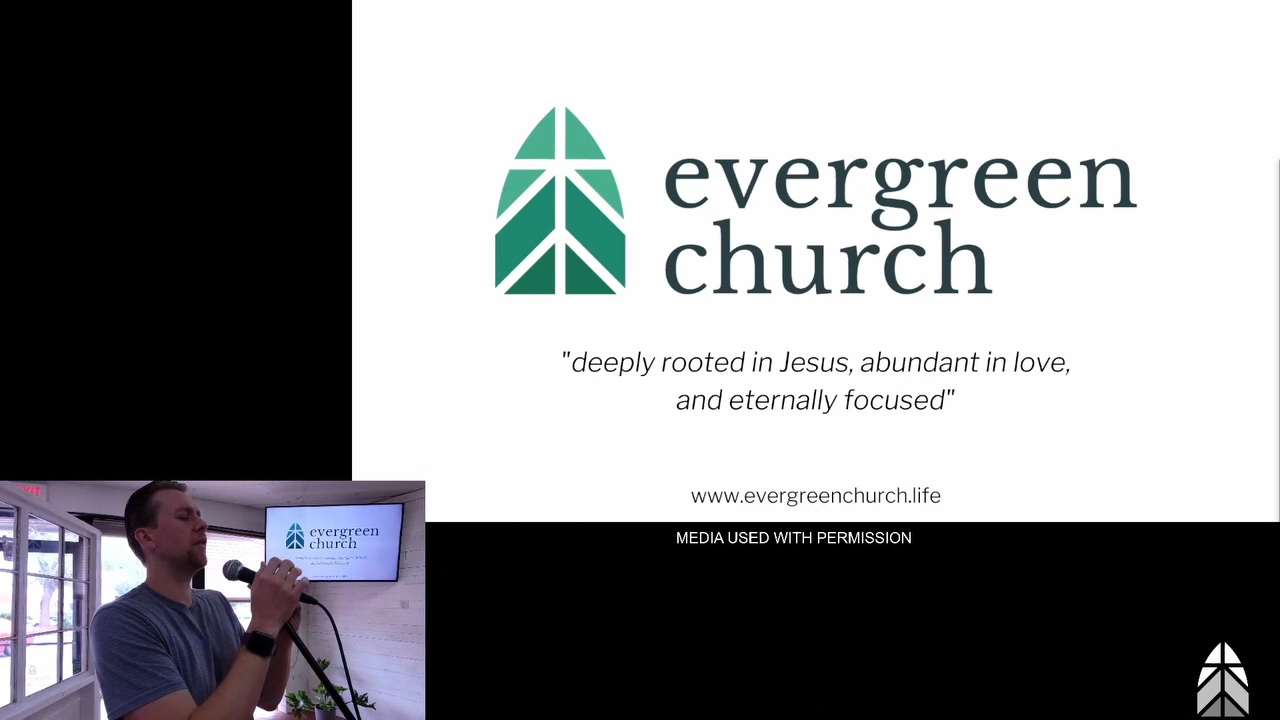 evergreen
church
"deeply rooted in Jesus, abundant in love,
and eternally focused"
www.evergreenchurch.life
MEDIA USED WITH PERMISSION
EXIT
evergreen
church